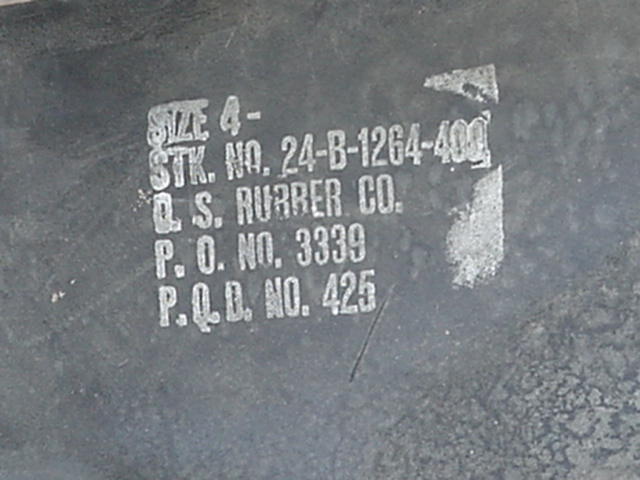 SIZE 4-
STK. NO. 24-B-1264-400
Q. S. RUBBER CO.
P. O. NO. 3339
P.Q.D. NO. 425